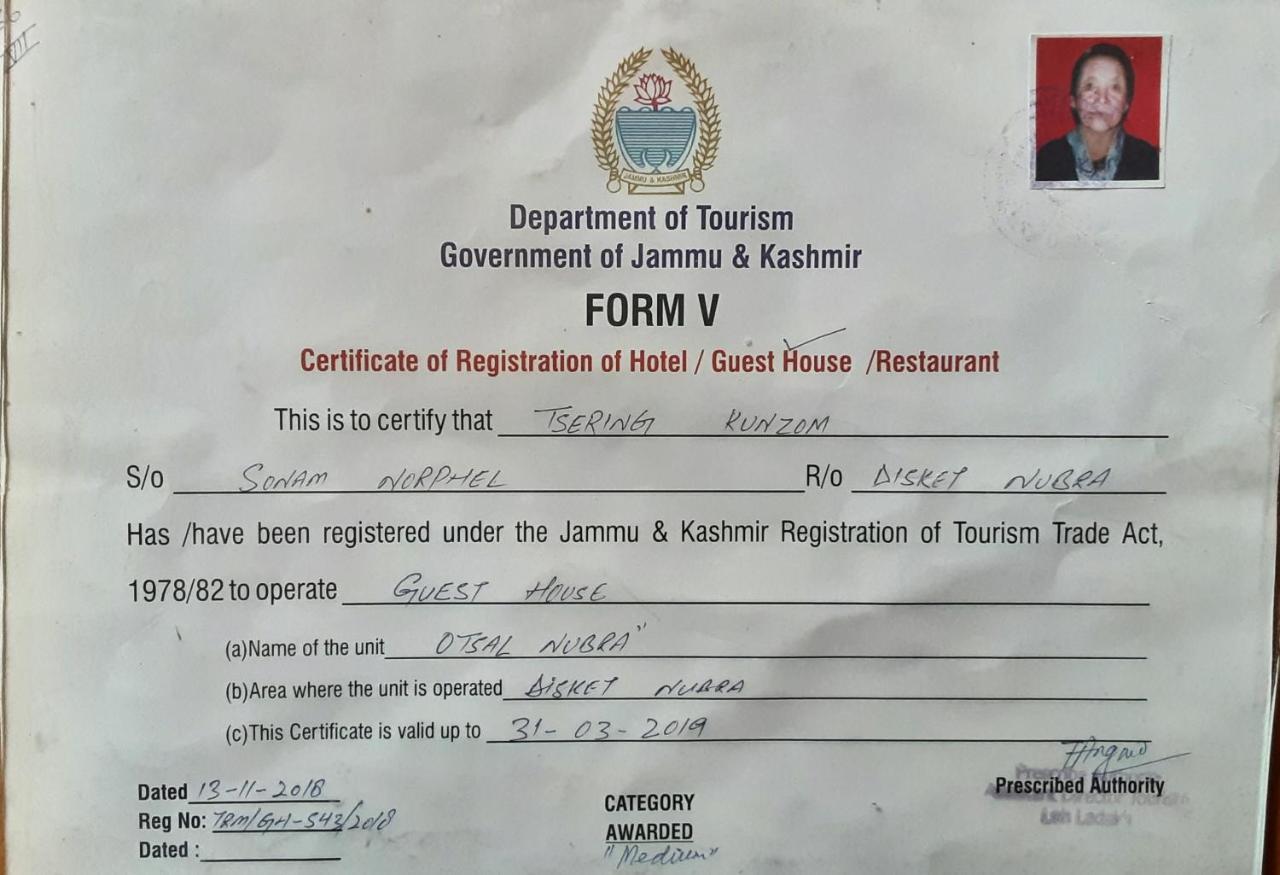 JAMMU & KASHMIR
Department of Tourism
Government of Jammu & Kashmir
FORM V
Certificate of Registration of Hotel / Guest House /Restaurant
This is to certify that TSERING KUNZOM
S/o SONAM NORPHEL R/o DISKET NUBRA
Has /have been registered under the Jammu & Kashmir Registration of Tourism Trade Act,
1978/82 to operate GUEST HOUSE
(a)Name of the unit OTSAL NUBRA"
(b)Area where the unit is operated DISKET NUBRA
(c)This Certificate is valid up to 31-03-2019
Prescribed Authority
Dated 13-11-2018
Reg No: TRM/GH-543/2018
Dated :
CATEGORY
AWARDED
"Medium"